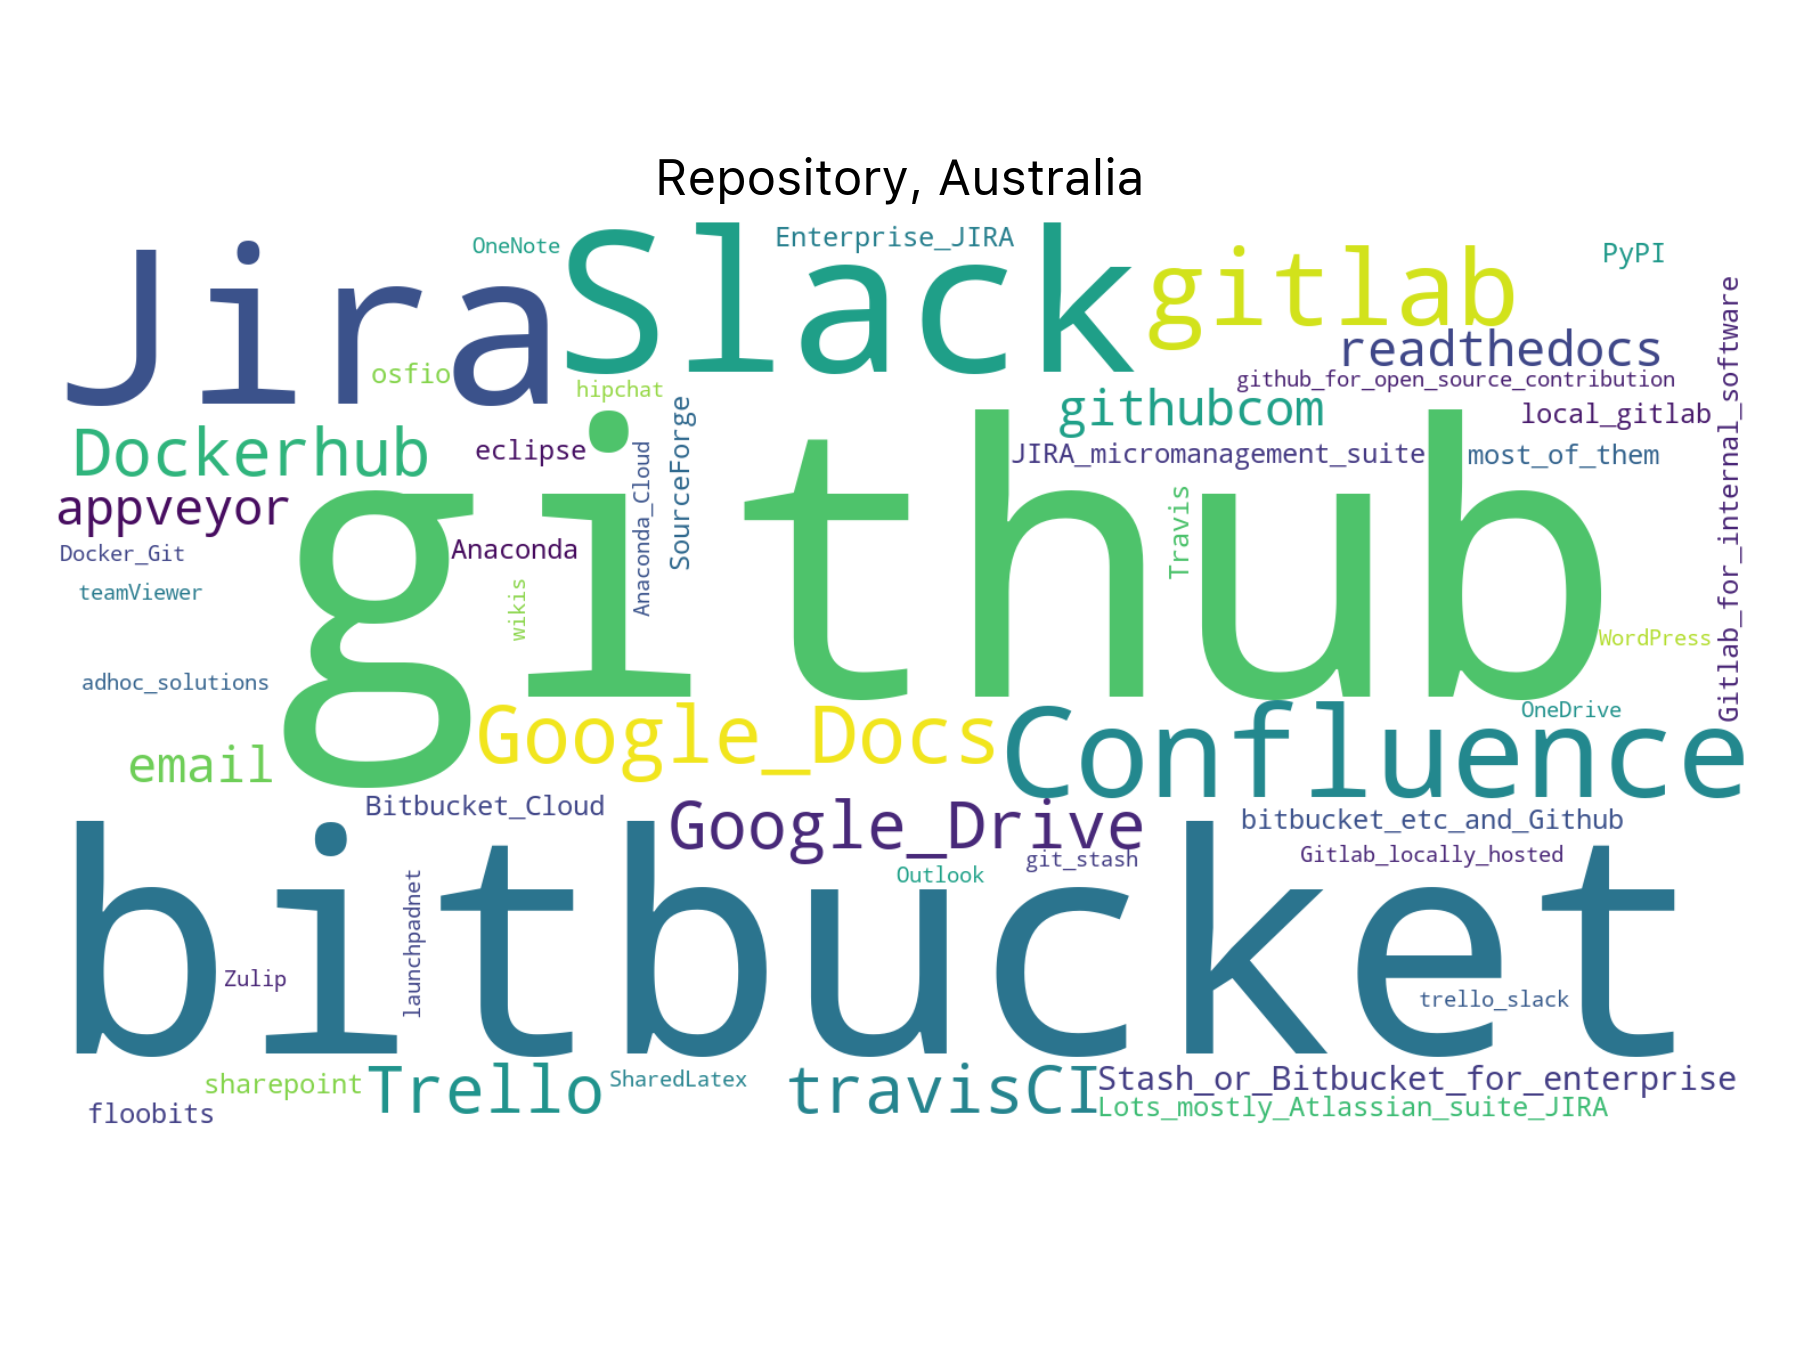 Repository, Australia
Jira
OneNote
Slack
Enterprise_JIRA
gitlab
PyPI
osfio
hipchat
readthedocs
github_for_open_source_contribution
githubcom
local_gitlab
Gitlab_for_internal_software
Dockerhub
eclipse
SourceForge
Anaconda_Cloud
JIRA_micromanagement_suite
most_of_them
appveyor
github
Travis
Docker_Git
Anaconda
teamViewer
wikis
WordPress
adhoc_solutions
Google_Docs
Confluence
OneDrive
email
Bitbucket_Cloud
Google_Drive
bitbucket_etc_and_Github
git_stash
Gitlab_locally_hosted
Outlook
bitbucket
launchpadnet
Zulip
trello_slack
sharepoint
Trello
SharedLatex
travisCI
Stash_or_Bitbucket_for_enterprise
floobits
Lots_mostly_Atlassian_suite_JIRA